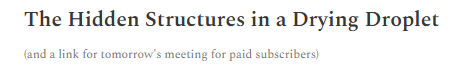 The Hidden Structures in a Drying Droplet
(and a link for tomorrow's meeting for paid subscribers)